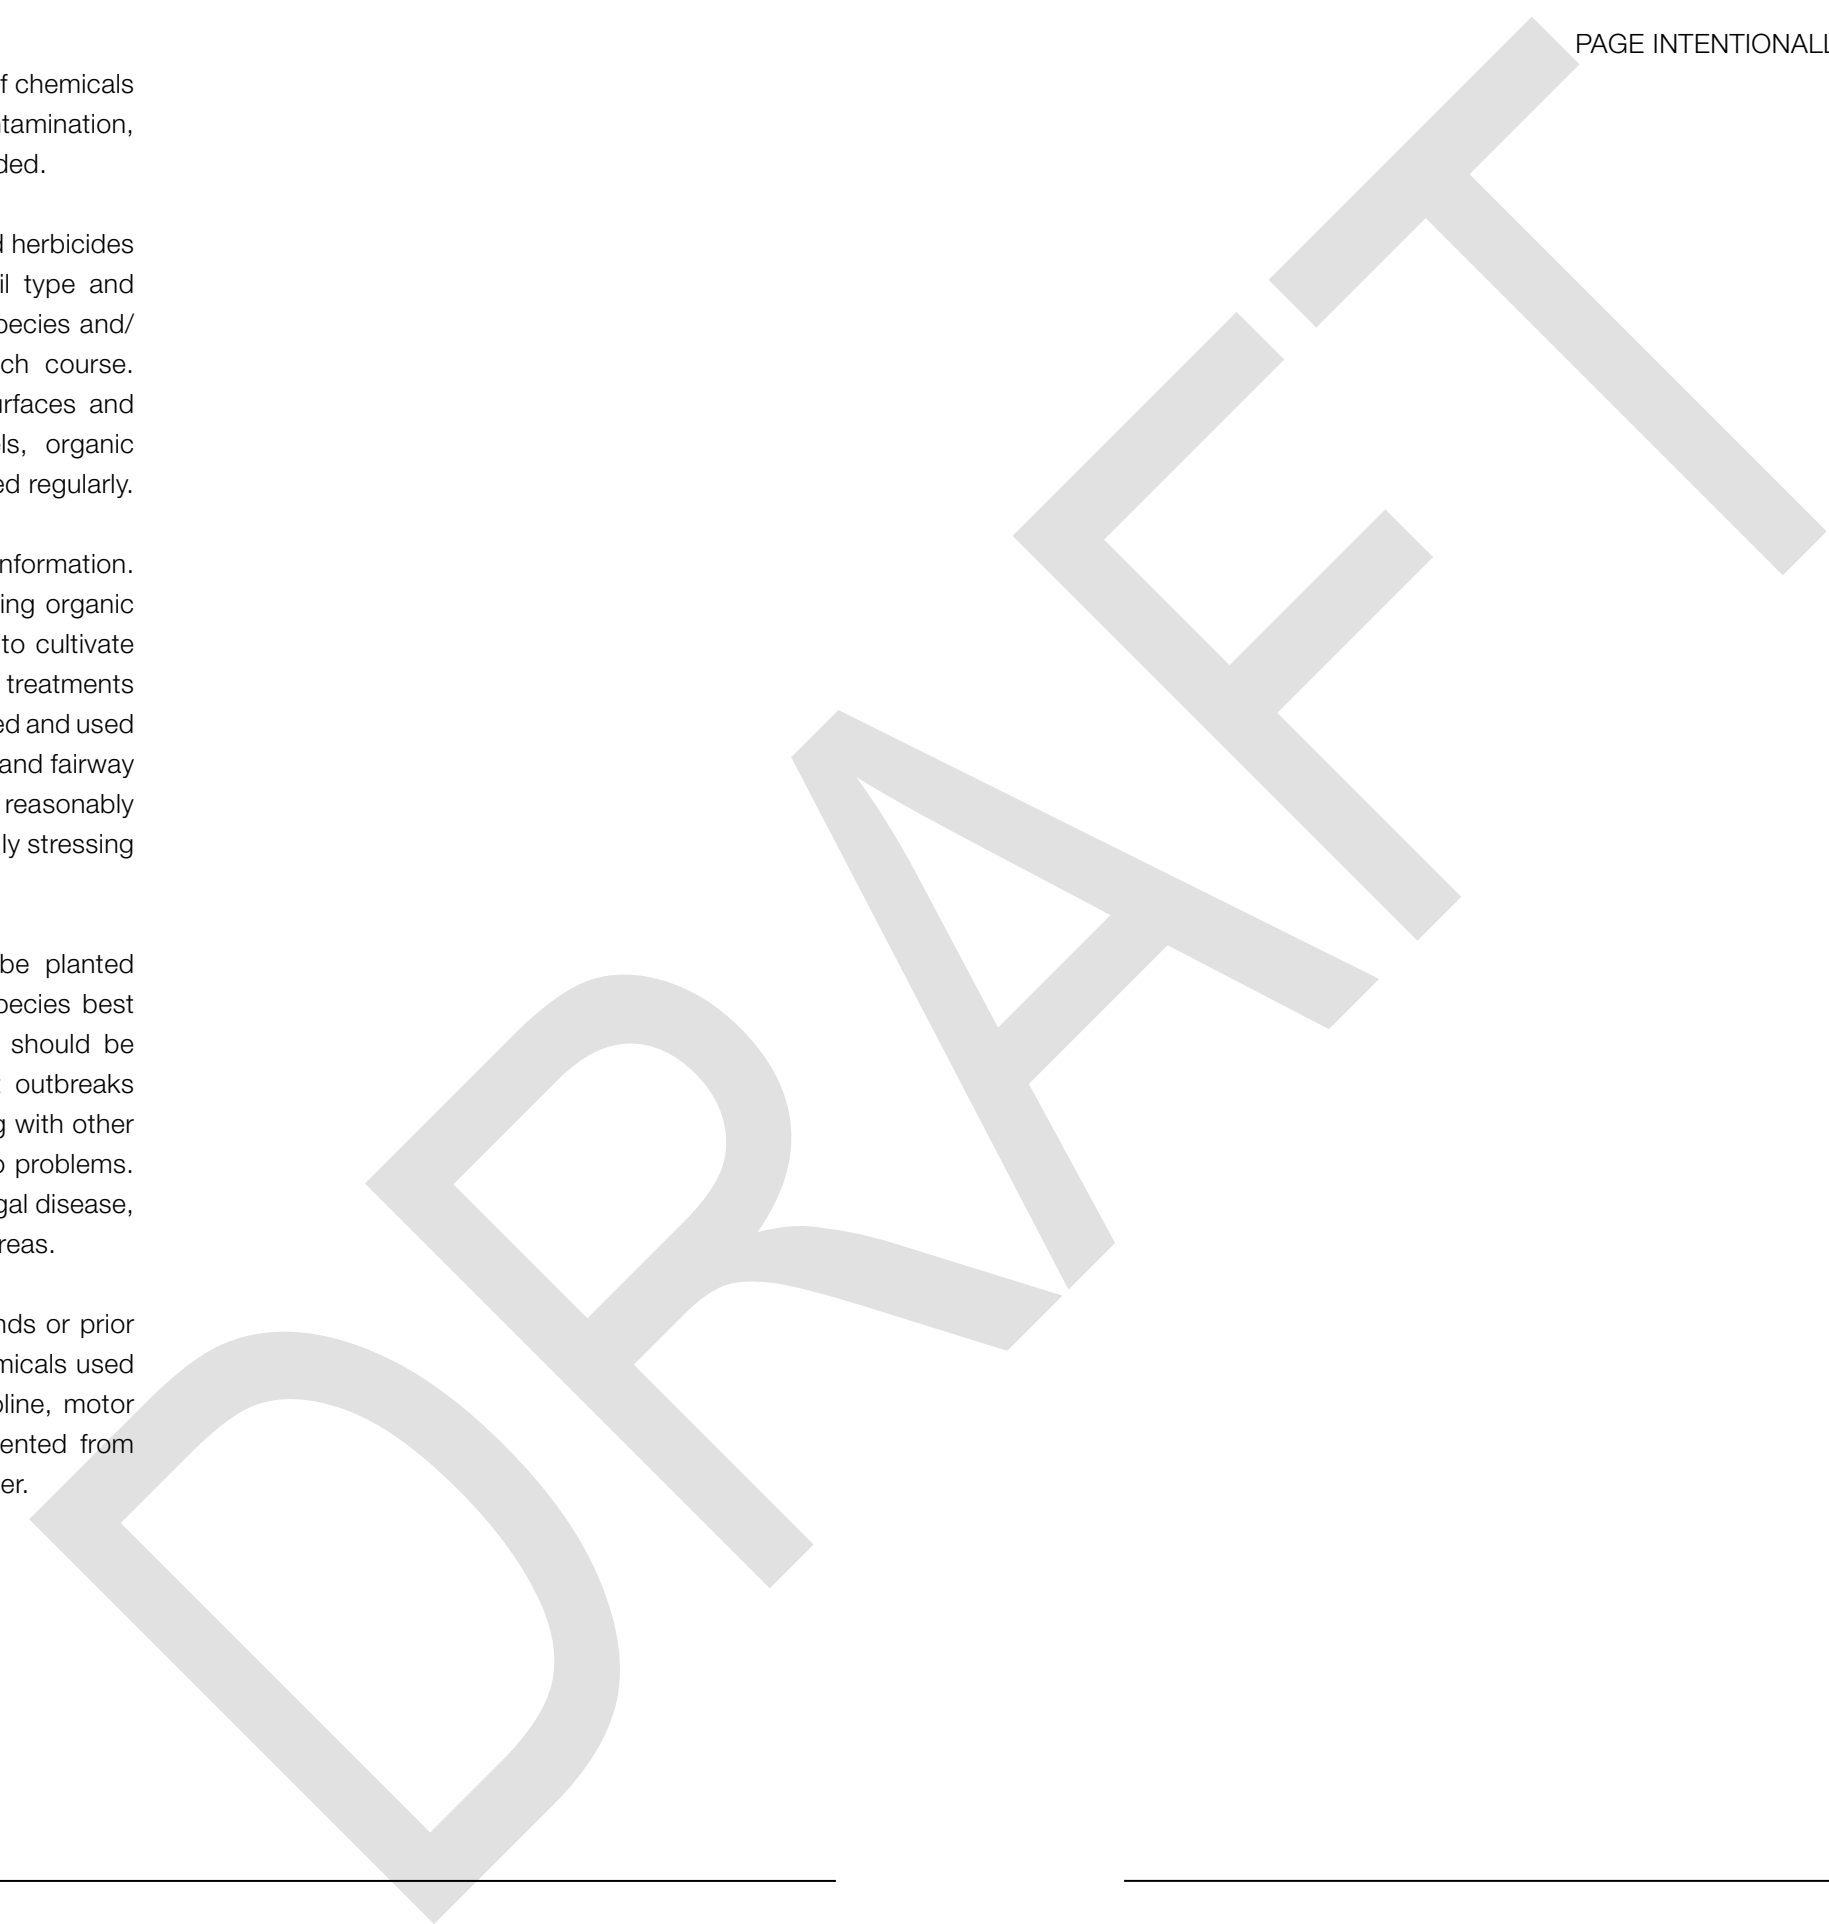 f chemicals
tamination,
ded.
herbicides
il type and
pecies and/
ch course.
urfaces and
ls, organic
ed regularly.
nformation.
ing organic
to cultivate
treatments
ed and used
and fairway
reasonably
ly stressing
be planted
pecies best
should be
outbreaks
g with other
problems.
gal disease,
reas.
nds or prior
micals used
oline, motor
ented from
er.
PAGE INTENTIONALL
DRAFT